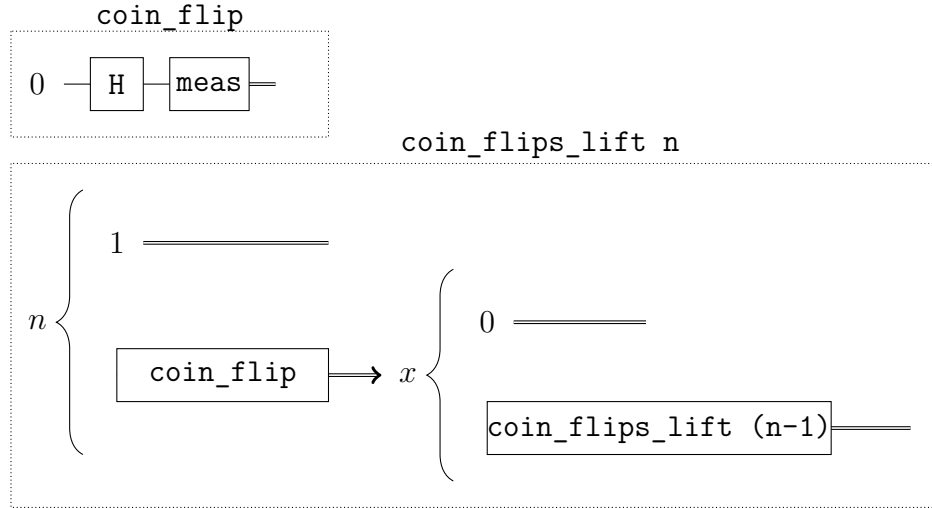 coin_flip
0 H meas
coin_flips_lift n
1
n
0
coin_flip x
coin_flips_lift (n-1)